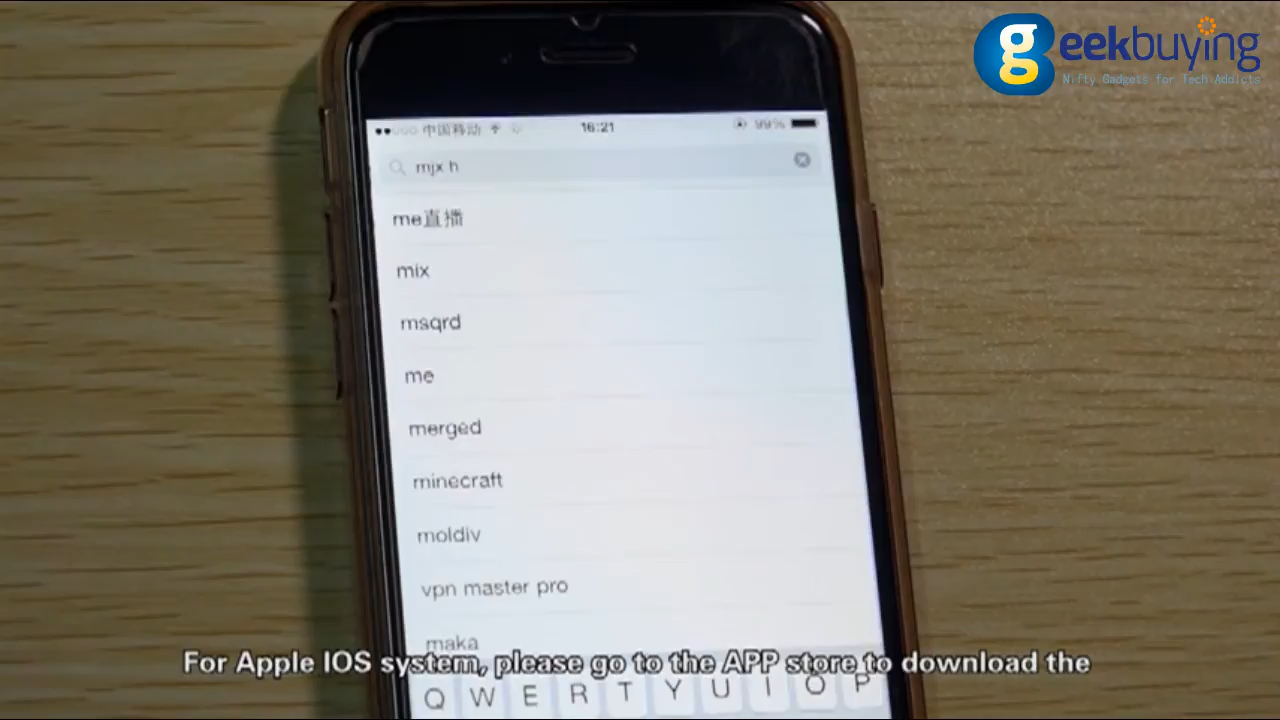 geekbuying
Nifty Gadgets for Tech Addicts
中国移动
16:21
99%
mjx h
me直播
mix
msqrd
me
merged
minecraft
moldiv
vpn master pro
maka
For Apple IOS system, please go to the APP store to download the
Q W E R T Y U I O P